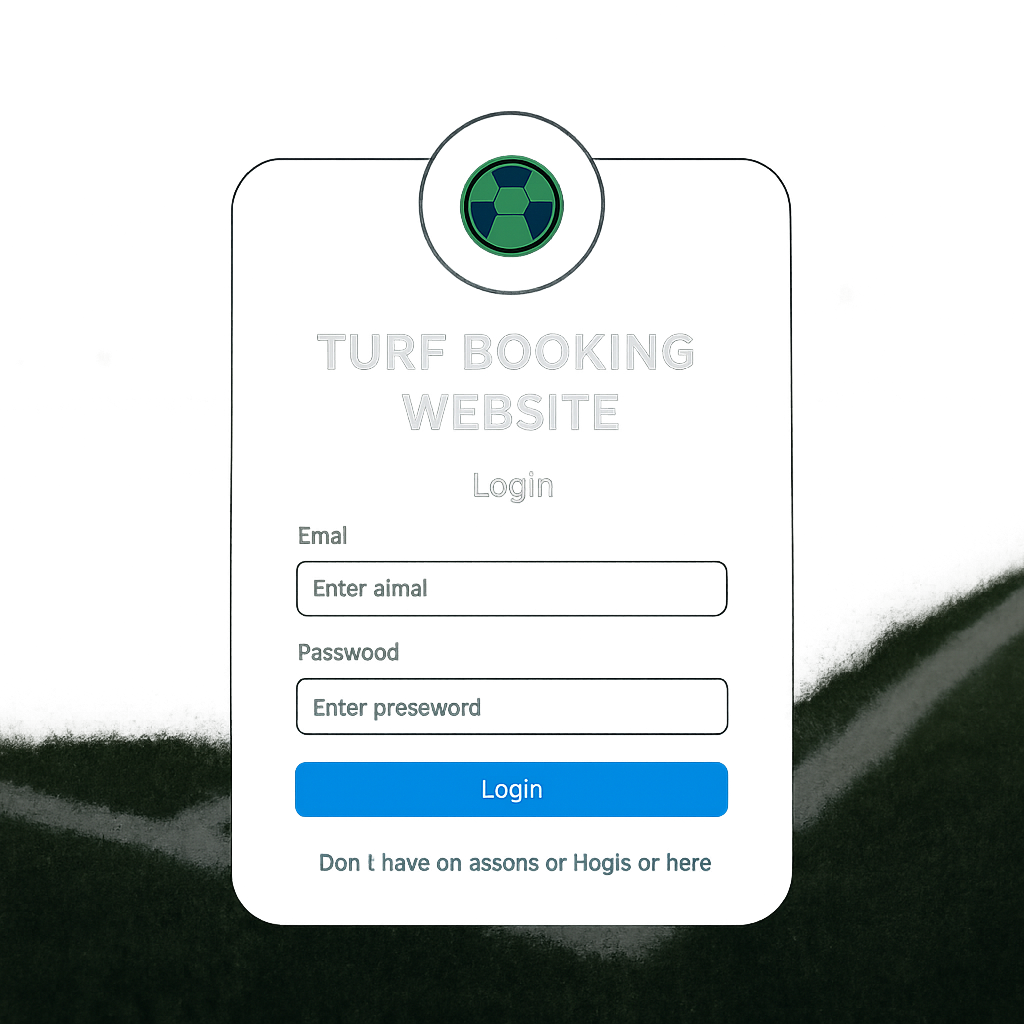 TURF BOOKING
WEBSITE
Login
Emal
Enter aimal
Passwood
Enter preseword
Login
Don t have on assons or Hogis or here